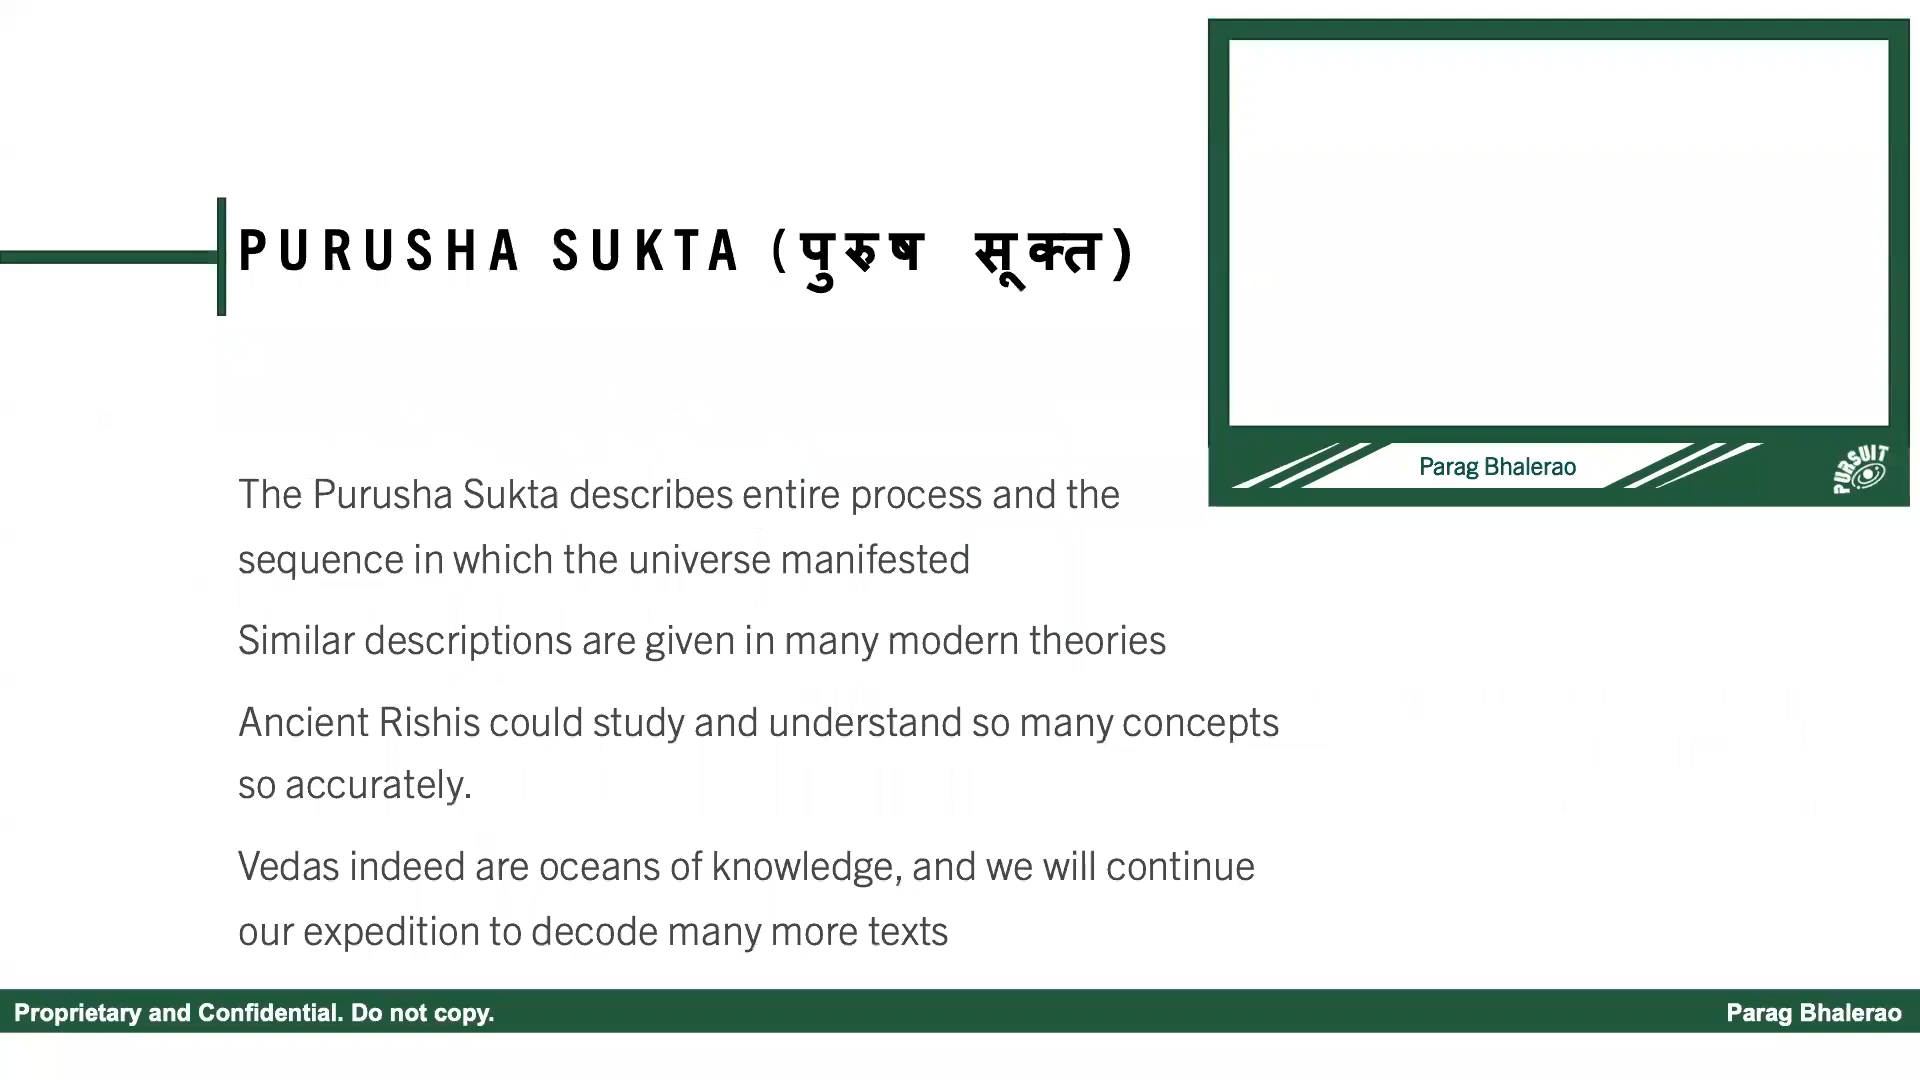 PURUSHA SUKTA (पुरुष सूक्त)
Parag Bhalerao
PURSUIT
The Purusha Sukta describes entire process and the
sequence in which the universe manifested
Similar descriptions are given in many modern theories
Ancient Rishis could study and understand so many concepts
so accurately.
Vedas indeed are oceans of knowledge, and we will continue
our expedition to decode many more texts
Proprietary and Confidential. Do not copy.
Parag Bhalerao